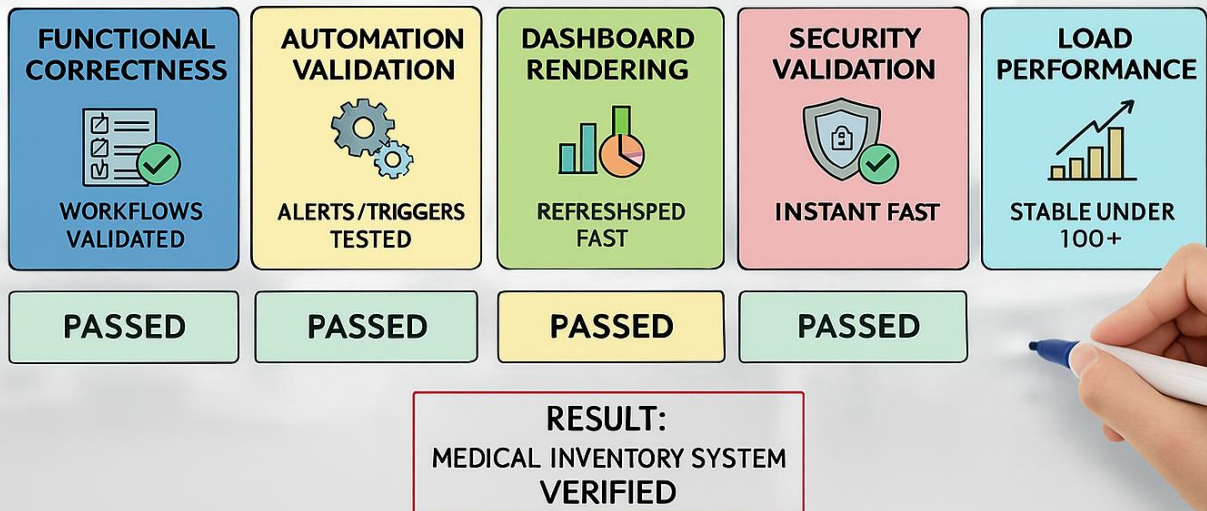 FUNCTIONAL
CORRECTNESS
WORKFLOWS
VALIDATED
AUTOMATION
VALIDATION
ALERTS/TRIGGERS
TESTED
DASHBOARD
RENDERING
REFRESHSPED
FAST
SECURITY
VALIDATION
INSTANT FAST
LOAD
PERFORMANCE
STABLE UNDER
100+
PASSED
PASSED
PASSED
PASSED
RESULT:
MEDICAL INVENTORY SYSTEM
VERIFIED